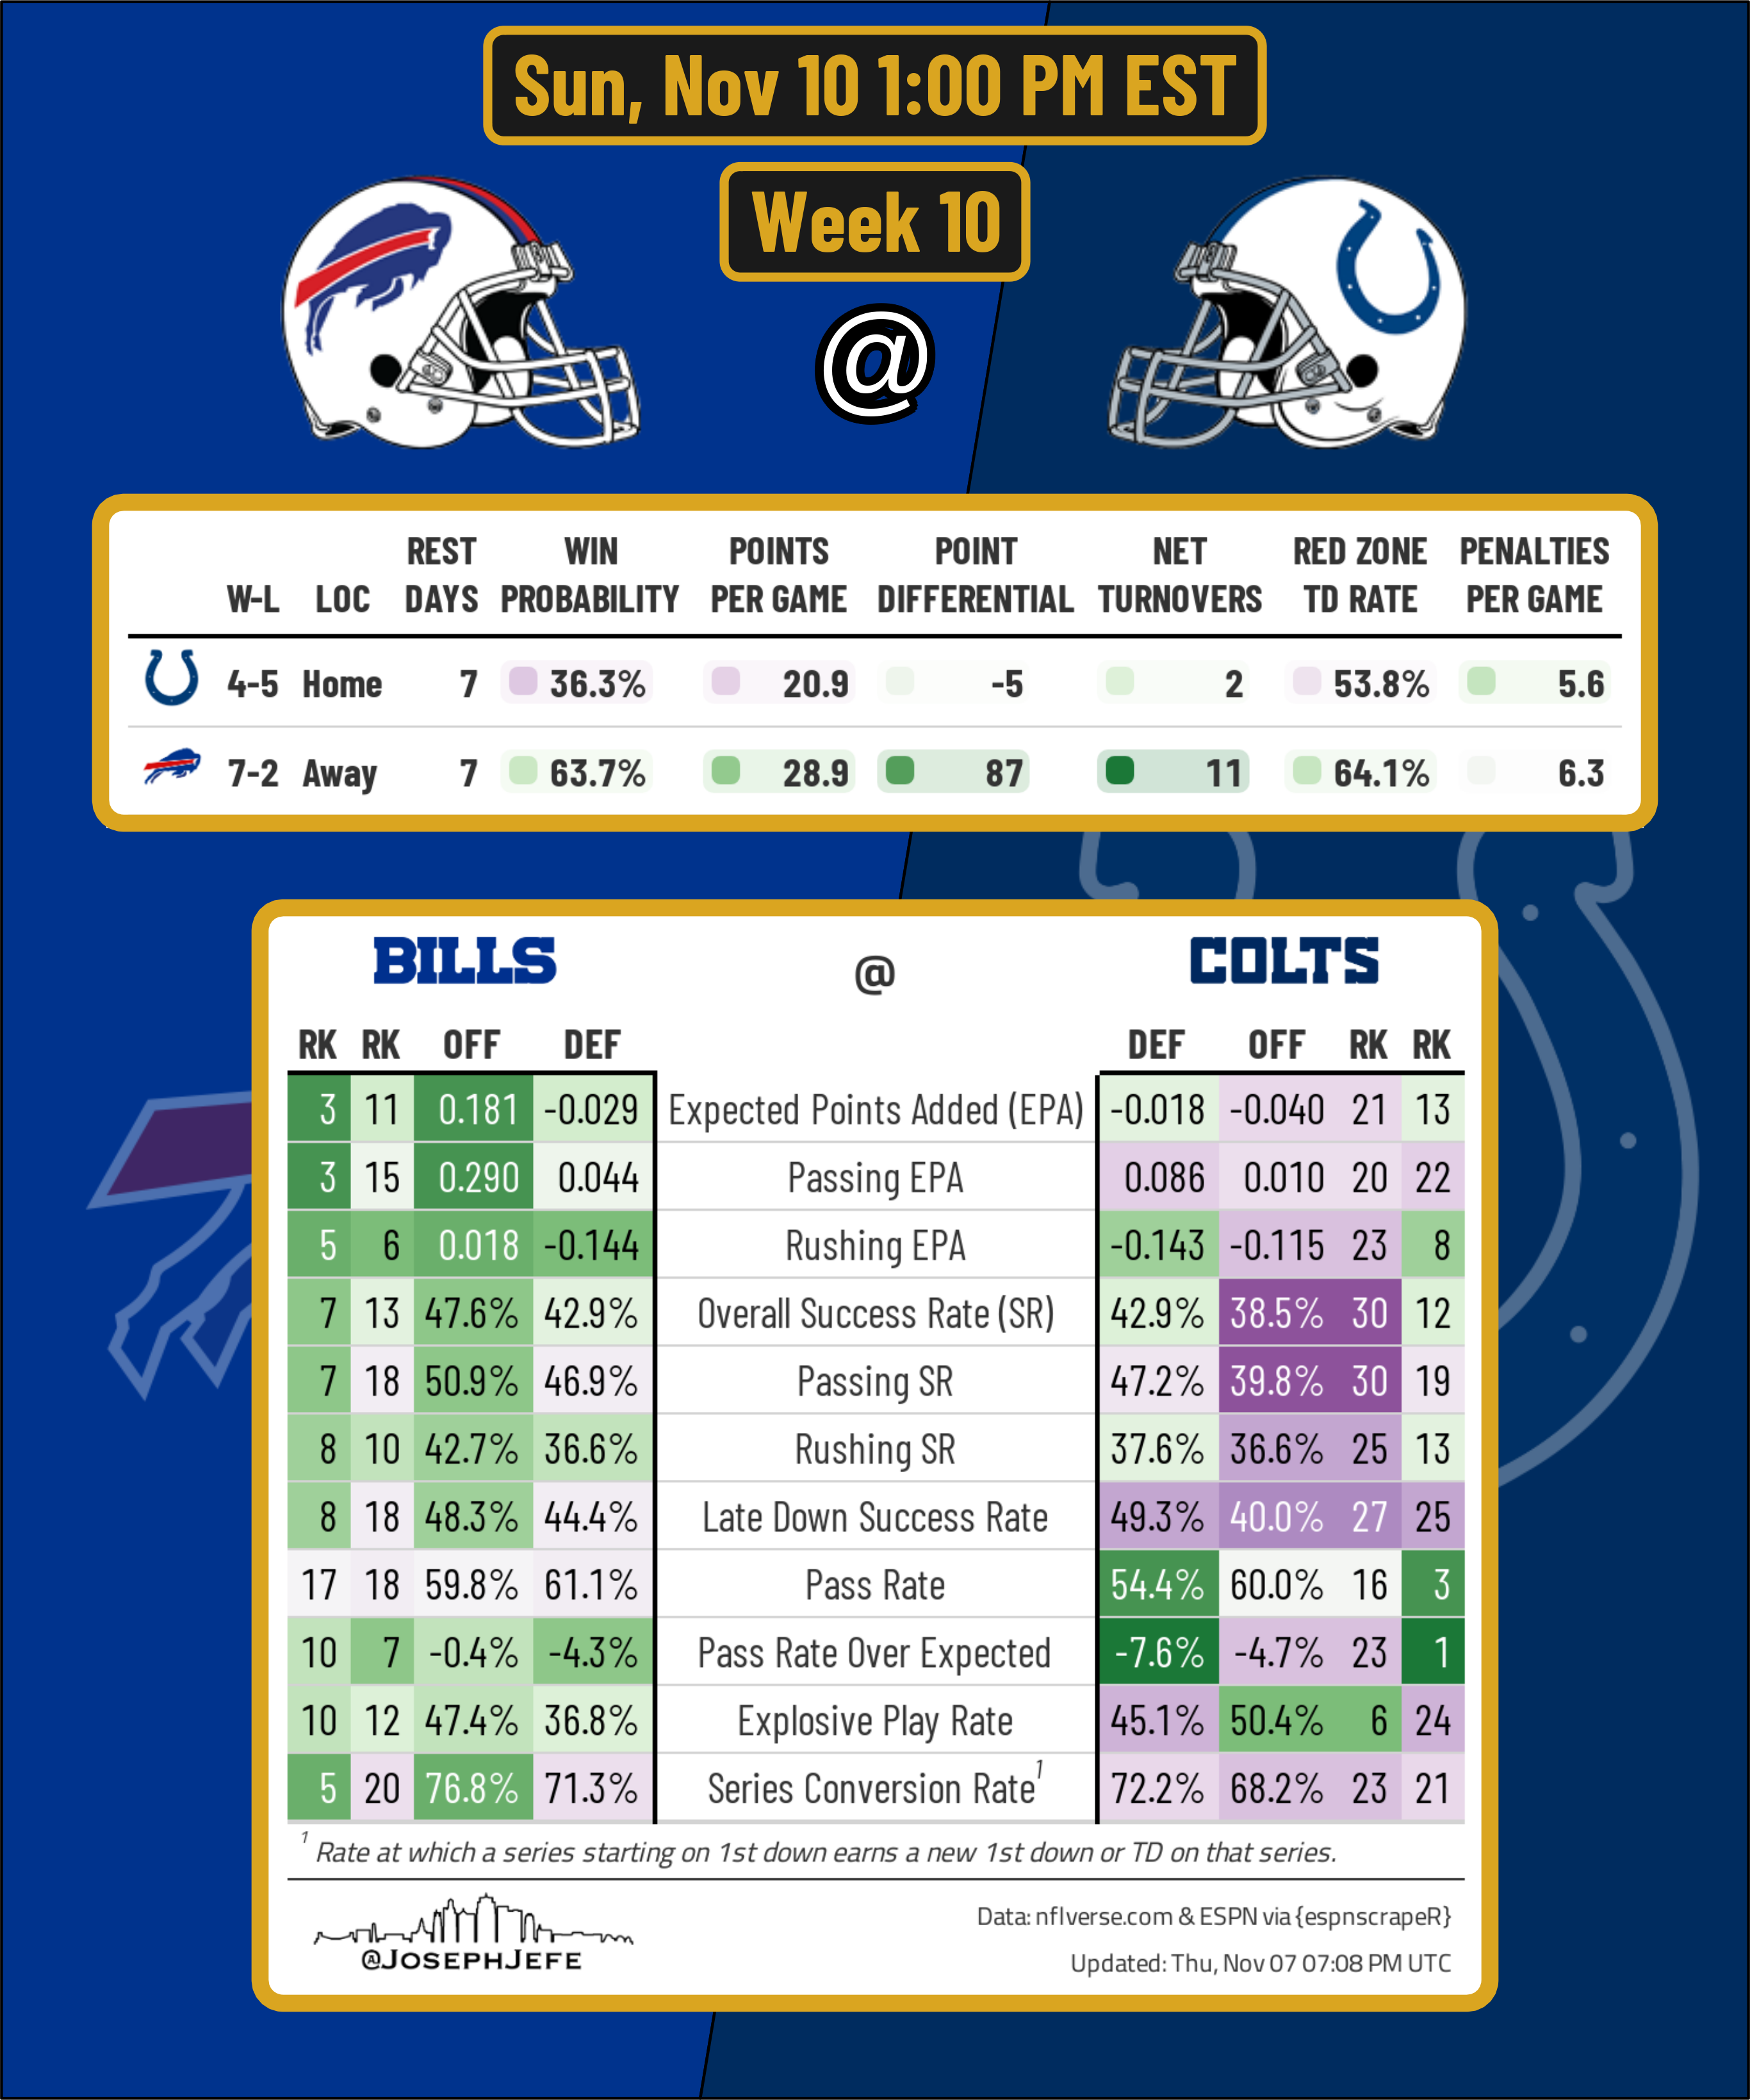 Sun, Nov 10 1:00 PM EST
Week 10
@
W-L LOC REST DAYS WIN PROBABILITY POINTS PER GAME POINT DIFFERENTIAL NET TURNOVERS RED ZONE TD RATE PENALTIES PER GAME
4-5 Home 7 36.3% 20.9 -5 2 53.8% 5.6
7-2 Away 7 63.7% 28.9 87 11 64.1% 6.3
BILLS @ COLTS
RK RK OFF DEF DEF OFF RK RK
3 11 0.181 -0.029 Expected Points Added (EPA) -0.018 -0.040 21 13
3 15 0.290 0.044 Passing EPA 0.086 0.010 20 22
5 6 0.018 -0.144 Rushing EPA -0.143 -0.115 23 8
7 13 47.6% 42.9% Overall Success Rate (SR) 42.9% 38.5% 30 12
7 18 50.9% 46.9% Passing SR 47.2% 39.8% 30 19
8 10 42.7% 36.6% Rushing SR 37.6% 36.6% 25 13
8 18 48.3% 44.4% Late Down Success Rate 49.3% 40.0% 27 25
17 18 59.8% 61.1% Pass Rate 54.4% 60.0% 16 3
10 7 -0.4% -4.3% Pass Rate Over Expected -7.6% -4.7% 23 1
10 12 47.4% 36.8% Explosive Play Rate 45.1% 50.4% 6 24
5 20 76.8% 71.3% Series Conversion Rate1 72.2% 68.2% 23 21
1 Rate at which a series starting on 1st down earns a new 1st down or TD on that series.
@JOSEPHJEFE
Data: nflverse.com & ESPN via {espnscrapeR}
Updated: Thu, Nov 07 07:08 PM UTC